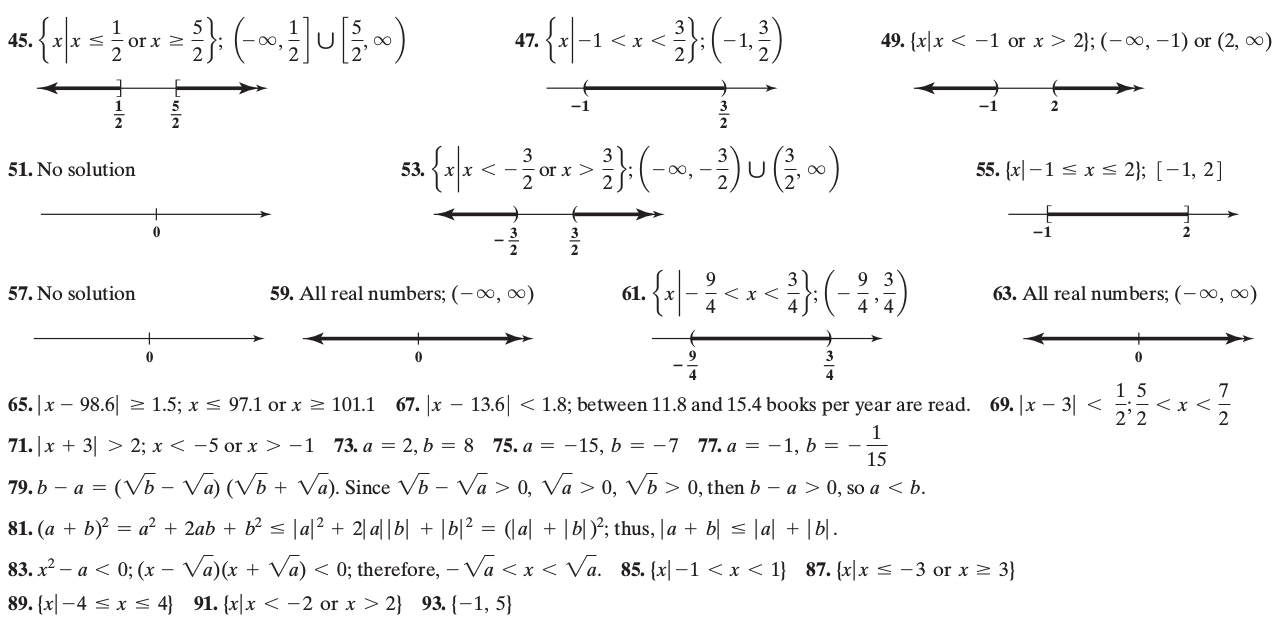 45. {x|x ≤ 1/2 or x ≥ 5/2}; (−∞, 1/2] ∪ [5/2, ∞) 47. {x|−1 < x < 3/2}; (−1, 3/2) 49. {x|x < −1 or x > 2}; (−∞, −1) or (2, ∞)
1/2 5/2 −1 3/2 −1 2
51. No solution 53. {x|x < −3/2 or x > 3/2}; (−∞, −3/2) ∪ (3/2, ∞) 55. {x|−1 ≤ x ≤ 2}; [−1, 2]
0 −3/2 3/2 −1 2
57. No solution 59. All real numbers; (−∞, ∞) 61. {x|−9/4 < x < 3/4}; (−9/4, 3/4) 63. All real numbers; (−∞, ∞)
0 0 −9/4 3/4 0
65. |x − 98.6| ≥ 1.5; x ≤ 97.1 or x ≥ 101.1 67. |x − 13.6| < 1.8; between 11.8 and 15.4 books per year are read. 69. |x − 3| < 1/2; 5/2 < x < 7/2
71. |x + 3| > 2; x < −5 or x > −1 73. a = 2, b = 8 75. a = −15, b = −7 77. a = −1, b = −1/15
79. b − a = (√b − √a) (√b + √a). Since √b − √a > 0, √a > 0, √b > 0, then b − a > 0, so a < b.
81. (a + b)² = a² + 2ab + b² ≤ |a|² + 2|a||b| + |b|² = (|a| + |b|)²; thus, |a + b| ≤ |a| + |b|.
83. x² − a < 0; (x − √a)(x + √a) < 0; therefore, −√a < x < √a. 85. {x|−1 < x < 1} 87. {x|x ≤ −3 or x ≥ 3}
89. {x|−4 ≤ x ≤ 4} 91. {x|x < −2 or x > 2} 93. {−1, 5}